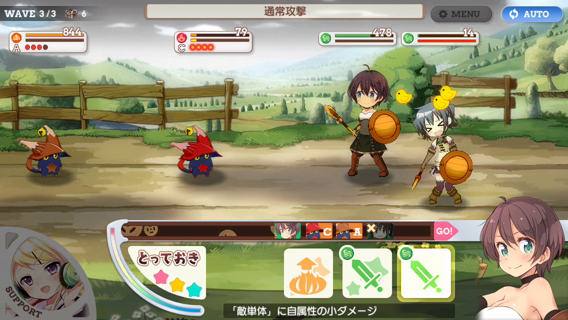 WAVE 3/3 6
通常攻撃
MENU
AUTO
844
A
79
C
478
14
C A GO!
とっておき
SUPPORT
「敵単体」に自属性の小ダメージ